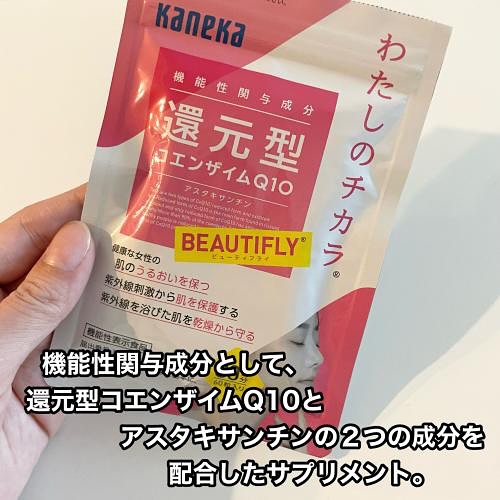 kaneka
わたしのチカラ®
機能性関与成分
還元型
コエンザイムQ10
アスタキサンチン
BEAUTIFLY®
ビューティフライ
健康な女性の
肌のうるおいを保つ
紫外線刺激から肌を保護する
紫外線を浴びた肌を乾燥から守る
機能性表示食品
機能性関与成分として、
還元型コエンザイムQ10と
アスタキサンチンの2つの成分を
配合したサプリメント。